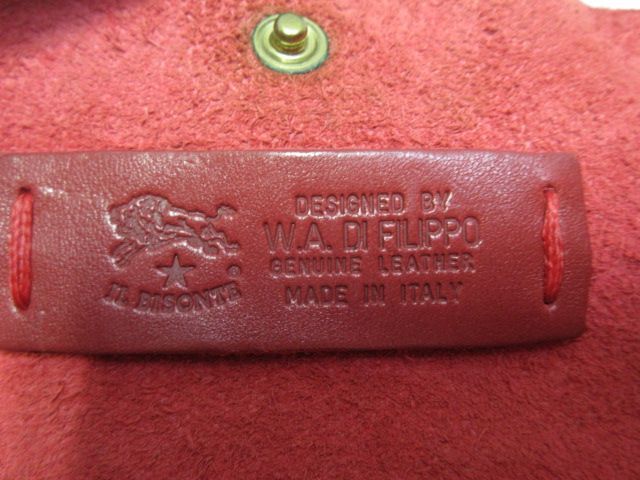 IL BISONTE®
DESIGNED BY
W.A. DI FILIPPO
GENUINE LEATHER
MADE IN ITALY